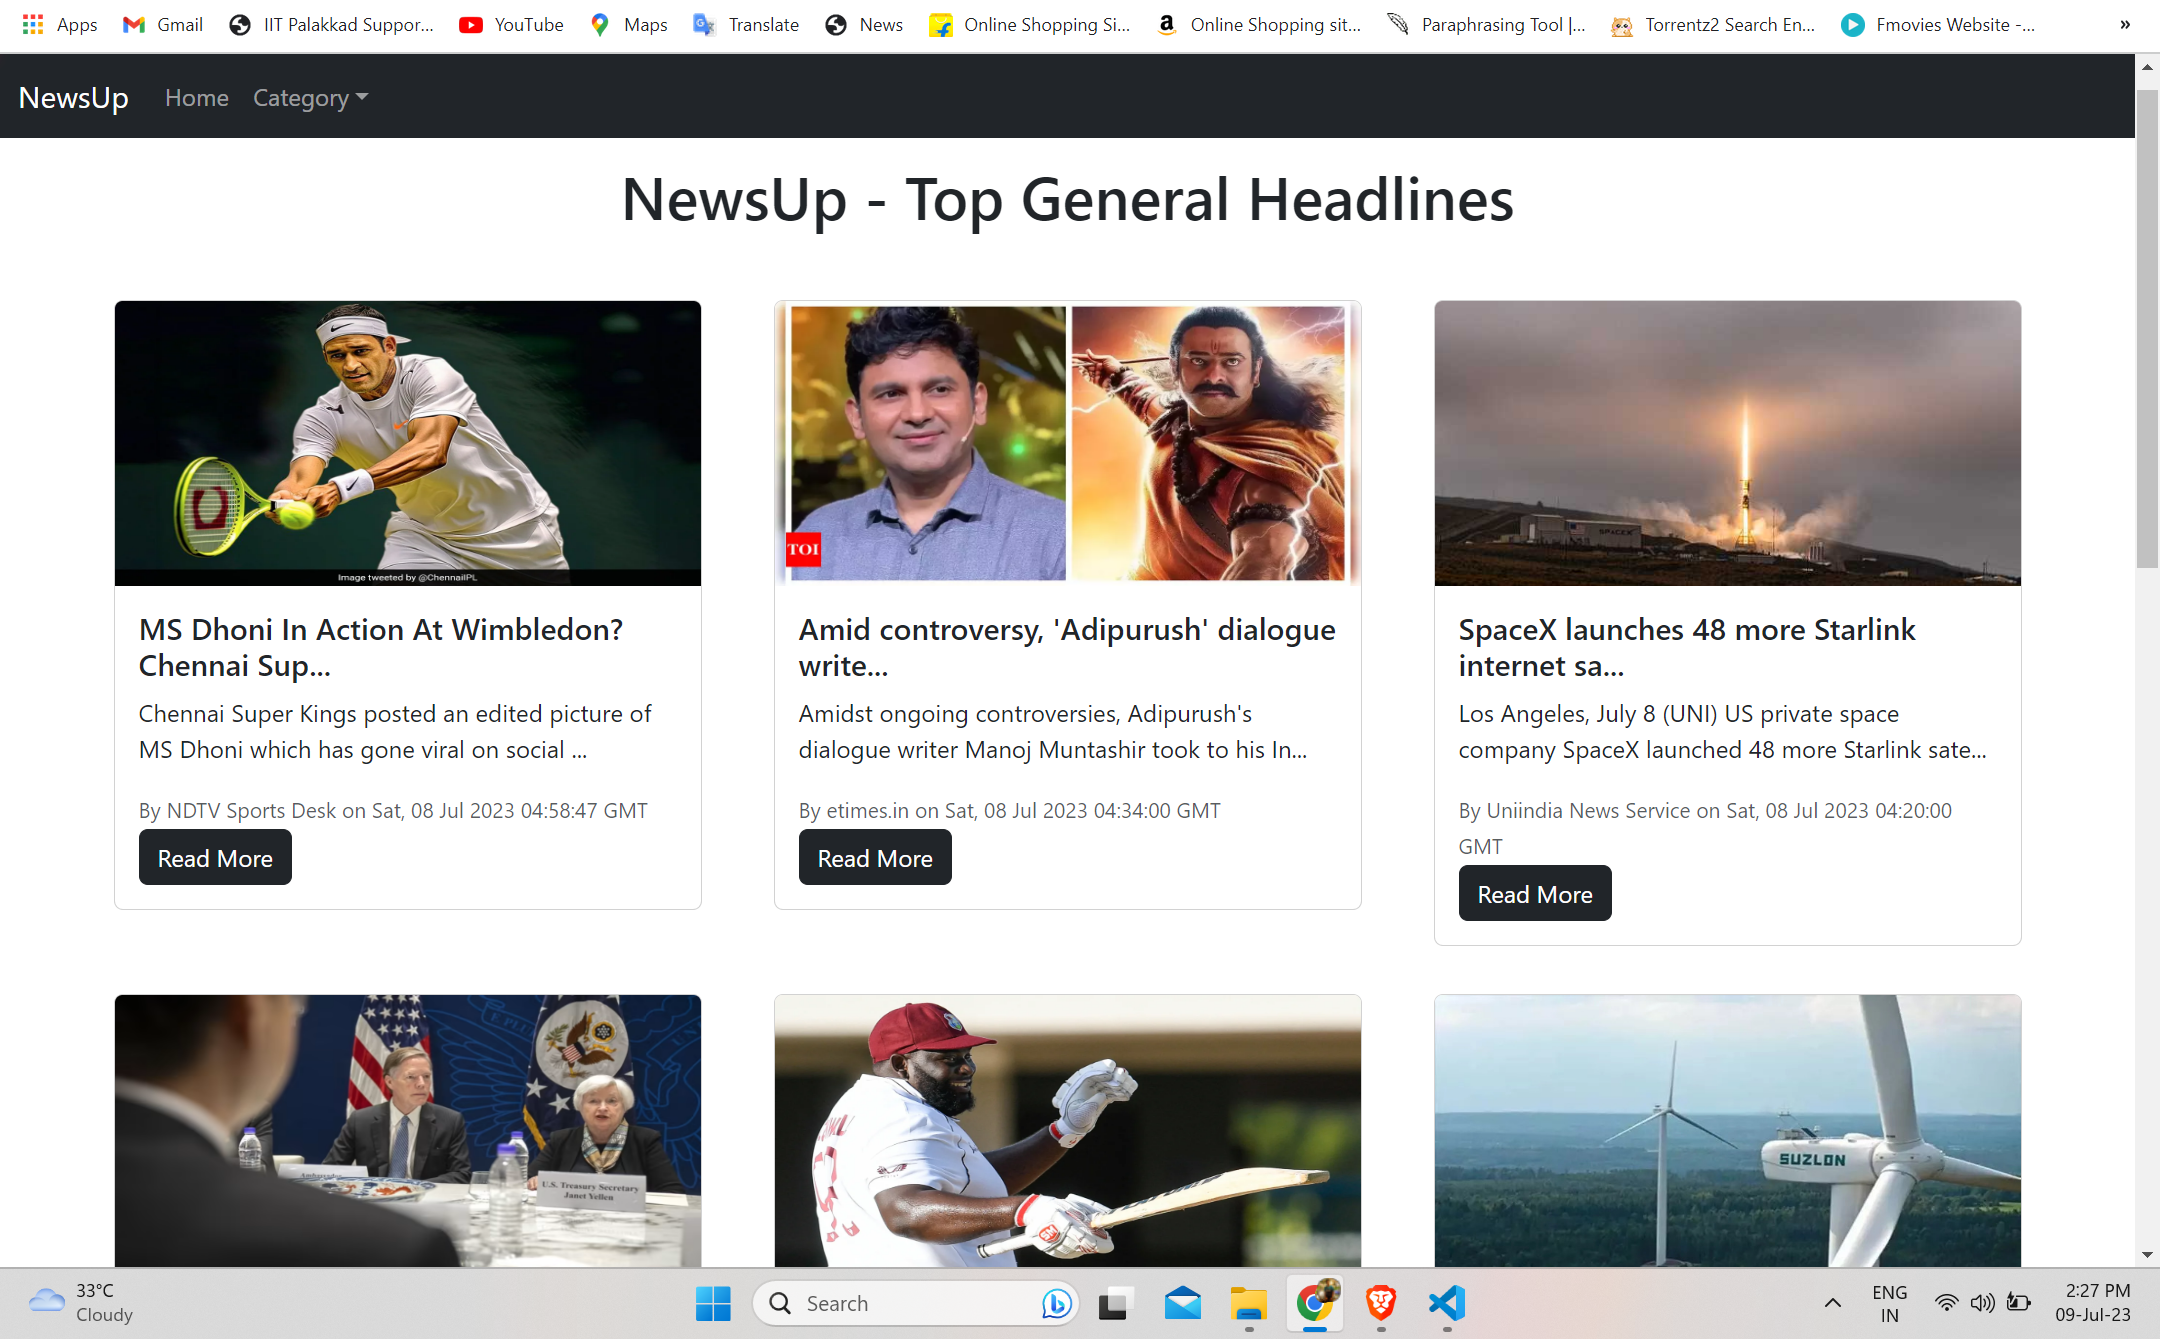 Apps Gmail IIT Palakkad Suppor... YouTube Maps Translate News Online Shopping Si... Online Shopping sit... Paraphrasing Tool |... Torrentz2 Search En... Fmovies Website -... »
NewsUp Home Category
NewsUp - Top General Headlines
Image tweeted by @ChennaiIPL
TOI
SPACEX
MS Dhoni In Action At Wimbledon?
Chennai Sup...
Chennai Super Kings posted an edited picture of
MS Dhoni which has gone viral on social ...
By NDTV Sports Desk on Sat, 08 Jul 2023 04:58:47 GMT
Read More
Amid controversy, 'Adipurush' dialogue
write...
Amidst ongoing controversies, Adipurush's
dialogue writer Manoj Muntashir took to his In...
By etimes.in on Sat, 08 Jul 2023 04:34:00 GMT
Read More
SpaceX launches 48 more Starlink
internet sa...
Los Angeles, July 8 (UNI) US private space
company SpaceX launched 48 more Starlink sate...
By Uniindia News Service on Sat, 08 Jul 2023 04:20:00
GMT
Read More
Ambassador
U.S. Treasury Secretary
Janet Yellen
SUZLON
33°C
Cloudy
Search
ENG
IN
2:27 PM
09-Jul-23